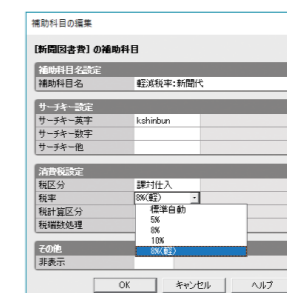 補助科目の編集
[新聞図書費] の補助科目
補助科目名設定
補助科目名 軽減税率:新聞代
サーチキー設定
サーチキー英字 kshinbun
サーチキー数字
サーチキー他
消費税設定
税区分 課対仕入
税率 8%(軽)
税計算区分 標準自動
5%
税端数処理 8%
10%
その他 8%(軽)
非表示
OK キャンセル ヘルプ